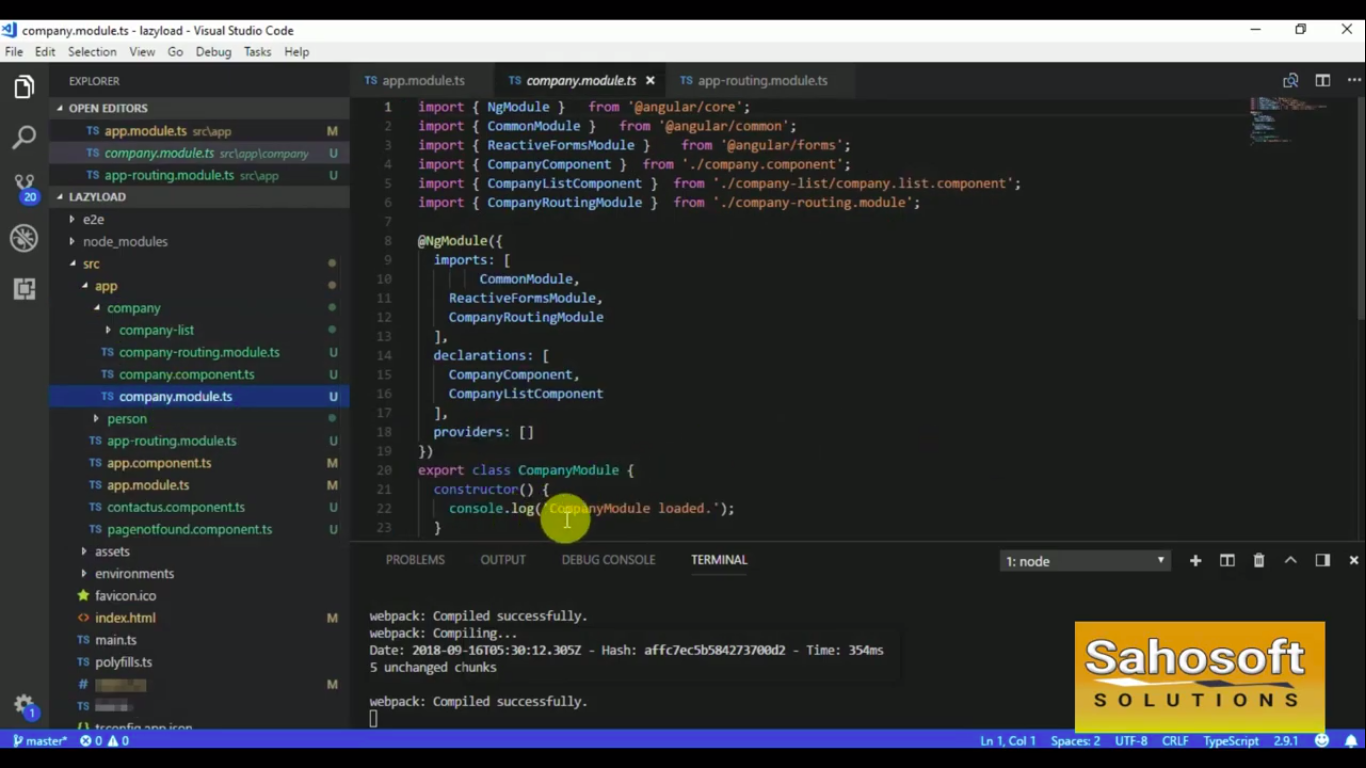 company.module.ts - lazyload - Visual Studio Code
File Edit Selection View Go Debug Tasks Help
EXPLORER
OPEN EDITORS
TS app.module.ts src\app M
TS company.module.ts src\app\company U
TS app-routing.module.ts src\app U
20
LAZYLOAD
e2e
node_modules
src
app
company
company-list
TS company-routing.module.ts U
TS company.component.ts U
TS company.module.ts U
person
TS app-routing.module.ts U
TS app.component.ts M
TS app.module.ts M
TS contactus.component.ts U
TS pagenotfound.component.ts U
assets
environments
favicon.ico
<> index.html M
TS main.ts
TS polyfills.ts
# M
TS
{} tsconfig.app.json
1
TS app.module.ts TS company.module.ts × TS app-routing.module.ts
1 import { NgModule } from '@angular/core';
2 import { CommonModule } from '@angular/common';
3 import { ReactiveFormsModule } from '@angular/forms';
4 import { CompanyComponent } from './company.component';
5 import { CompanyListComponent } from './company-list/company.list.component';
6 import { CompanyRoutingModule } from './company-routing.module';
7
8 @NgModule({
9 imports: [
10 CommonModule,
11 ReactiveFormsModule,
12 CompanyRoutingModule
13 ],
14 declarations: [
15 CompanyComponent,
16 CompanyListComponent
17 ],
18 providers: []
19 })
20 export class CompanyModule {
21 constructor() {
22 console.log('CompanyModule loaded.');
23 }
PROBLEMS OUTPUT DEBUG CONSOLE TERMINAL 1: node
webpack: Compiled successfully.
webpack: Compiling...
Date: 2018-09-16T05:30:12.305Z - Hash: affc7ec5b584273700d2 - Time: 354ms
5 unchanged chunks
webpack: Compiled successfully.
Sahosoft
SOLUTIONS
master* 0 0 Ln 1, Col 1 Spaces: 2 UTF-8 CRLF TypeScript 2.9.1